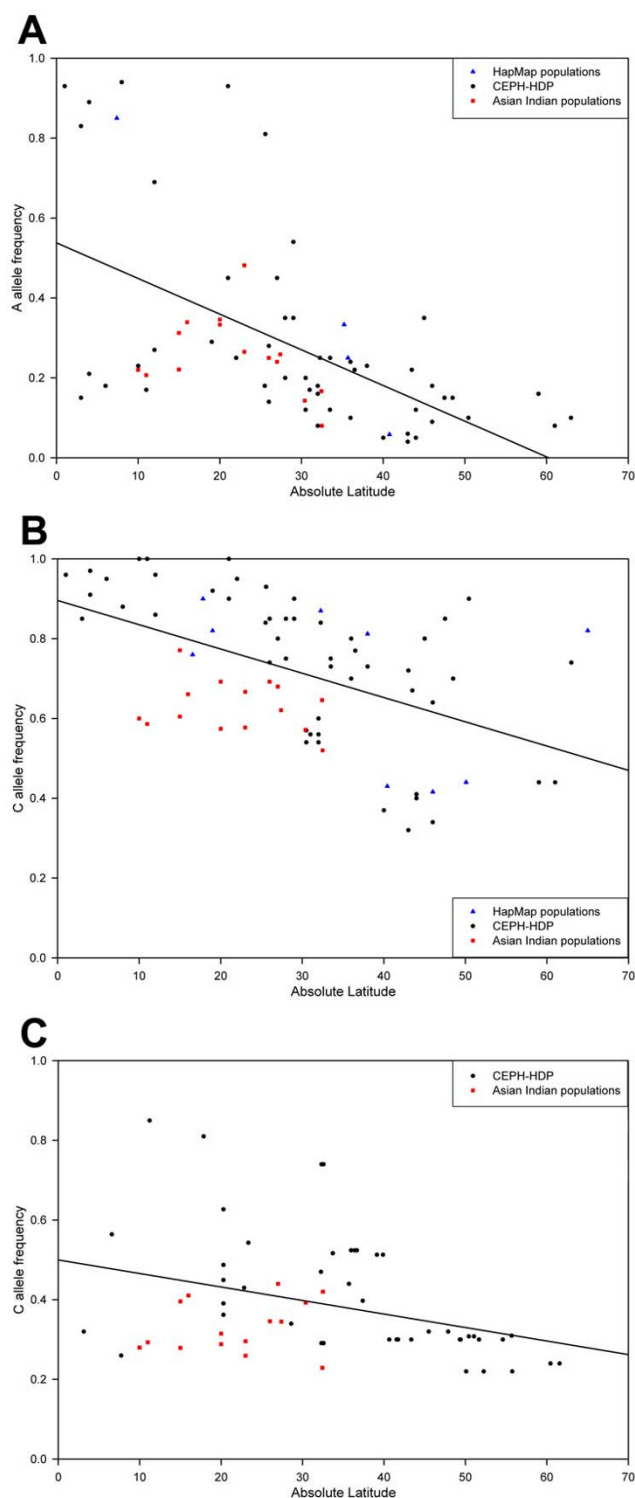 A
1.0
0.8
0.6
0.4
0.2
0.0
A allele frequency
0 10 20 30 40 50 60 70
Absolute Latitude
HapMap populations
CEPH-HDP
Asian Indian populations
B
1.0
0.8
0.6
0.4
0.2
0.0
C allele frequency
HapMap populations
CEPH-HDP
Asian Indian populations
0 10 20 30 40 50 60 70
Absolute Latitude
C
1.0
0.8
0.6
0.4
0.2
0.0
C allele frequency
CEPH-HDP
Asian Indian populations
0 10 20 30 40 50 60 70
Absolute Latitude